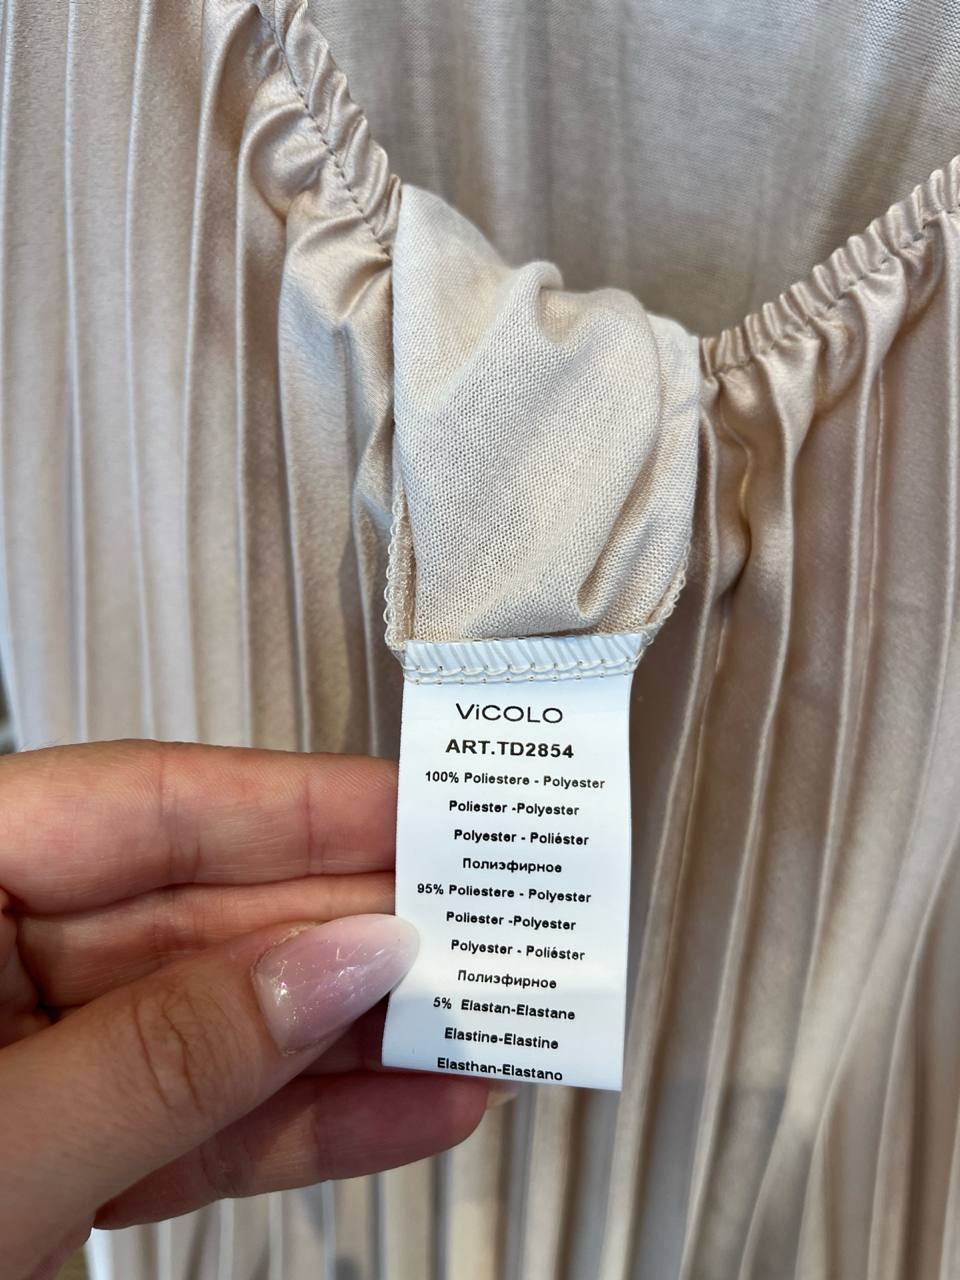 ViCOLO
ART.TD2854
100% Poliestere - Polyester
Poliester -Polyester
Polyester - Poliéster
Полиэфирное
95% Poliestere - Polyester
Poliester -Polyester
Polyester - Poliéster
Полиэфирное
5% Elastan-Elastane
Elastine-Elastine
Elasthan-Elastano